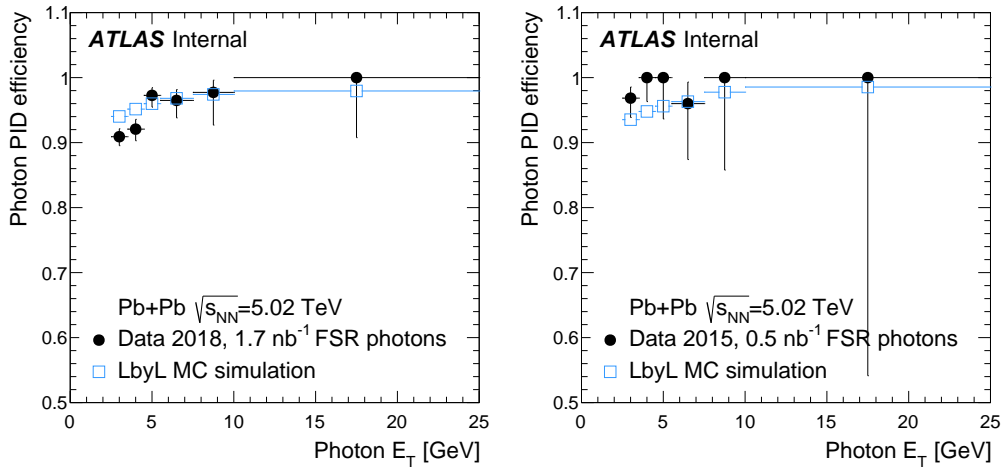 Photon PID efficiency
1.1
1
0.9
0.8
0.7
0.6
0.5
ATLAS Internal
Pb+Pb √s_NN=5.02 TeV
Data 2018, 1.7 nb⁻¹ FSR photons
LbyL MC simulation
0 5 10 15 20 25
Photon E_T [GeV]
Photon PID efficiency
1.1
1
0.9
0.8
0.7
0.6
0.5
ATLAS Internal
Pb+Pb √s_NN=5.02 TeV
Data 2015, 0.5 nb⁻¹ FSR photons
LbyL MC simulation
0 5 10 15 20 25
Photon E_T [GeV]